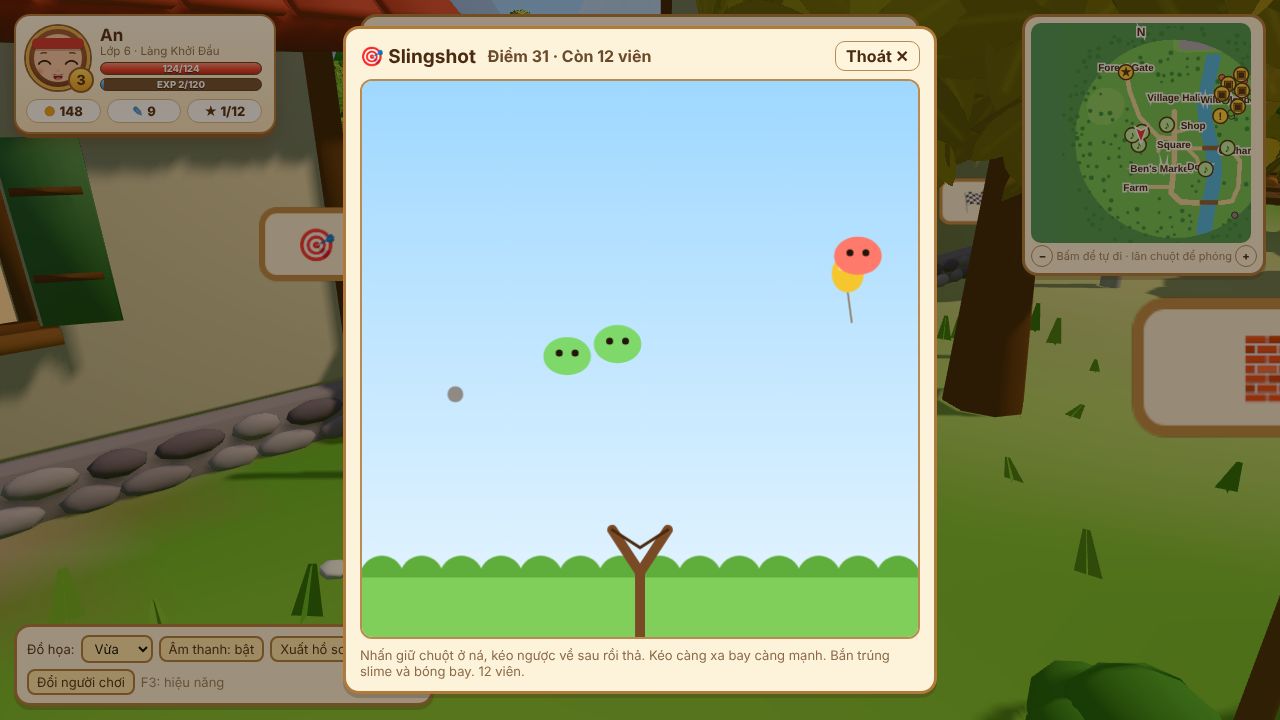 An
Lớp 6 · Làng Khởi Đầu
124/124
EXP 2/120
3
148
9
★ 1/12
🎯 Slingshot Điểm 31 · Còn 12 viên
Thoát ✕
N
Village Hall
Shop
Square
Farm
− Bấm để tự đi · lăn chuột để phóng +
Nhấn giữ chuột ở ná, kéo ngược về sau rồi thả. Kéo càng xa bay càng mạnh. Bắn trúng
slime và bóng bay. 12 viên.
Đồ họa: Vừa Âm thanh: bật Xuất hồ sơ
Đổi người chơi F3: hiệu năng